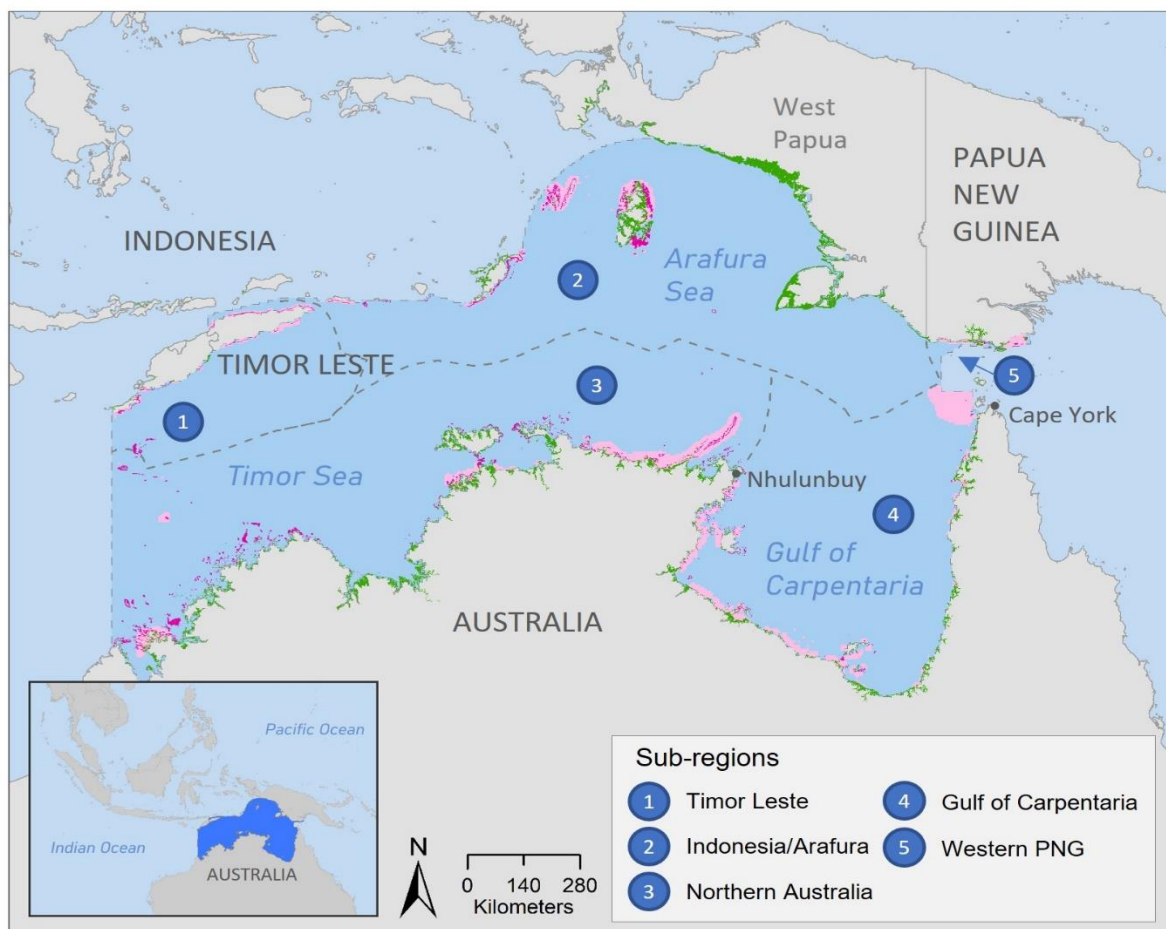 West
Papua
PAPUA
NEW
GUINEA
INDONESIA
Arafura
Sea
2
TIMOR LESTE
3
5
1
Cape York
Timor Sea
Nhulunbuy
4
Gulf of
Carpentaria
AUSTRALIA
Pacific Ocean
Indian Ocean
AUSTRALIA
N
0 140 280
Kilometers
Sub-regions
1 Timor Leste
2 Indonesia/Arafura
3 Northern Australia
4 Gulf of Carpentaria
5 Western PNG